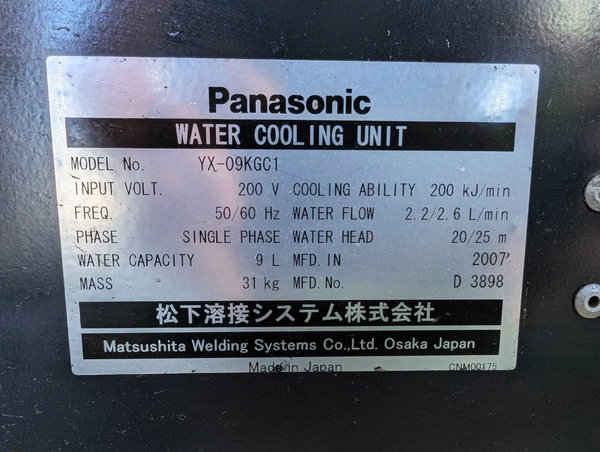 Panasonic
WATER COOLING UNIT
MODEL No. YX-09KGC1
INPUT VOLT. 200 V COOLING ABILITY 200 kJ/min
FREQ. 50/60 Hz WATER FLOW 2.2/2.6 L/min
PHASE SINGLE PHASE WATER HEAD 20/25 m
WATER CAPACITY 9 L MFD. IN 2007
MASS 31 kg MFD. No. D 3898
松下溶接システム株式会社
Matsushita Welding Systems Co.,Ltd. Osaka Japan
Made in Japan CNM00175